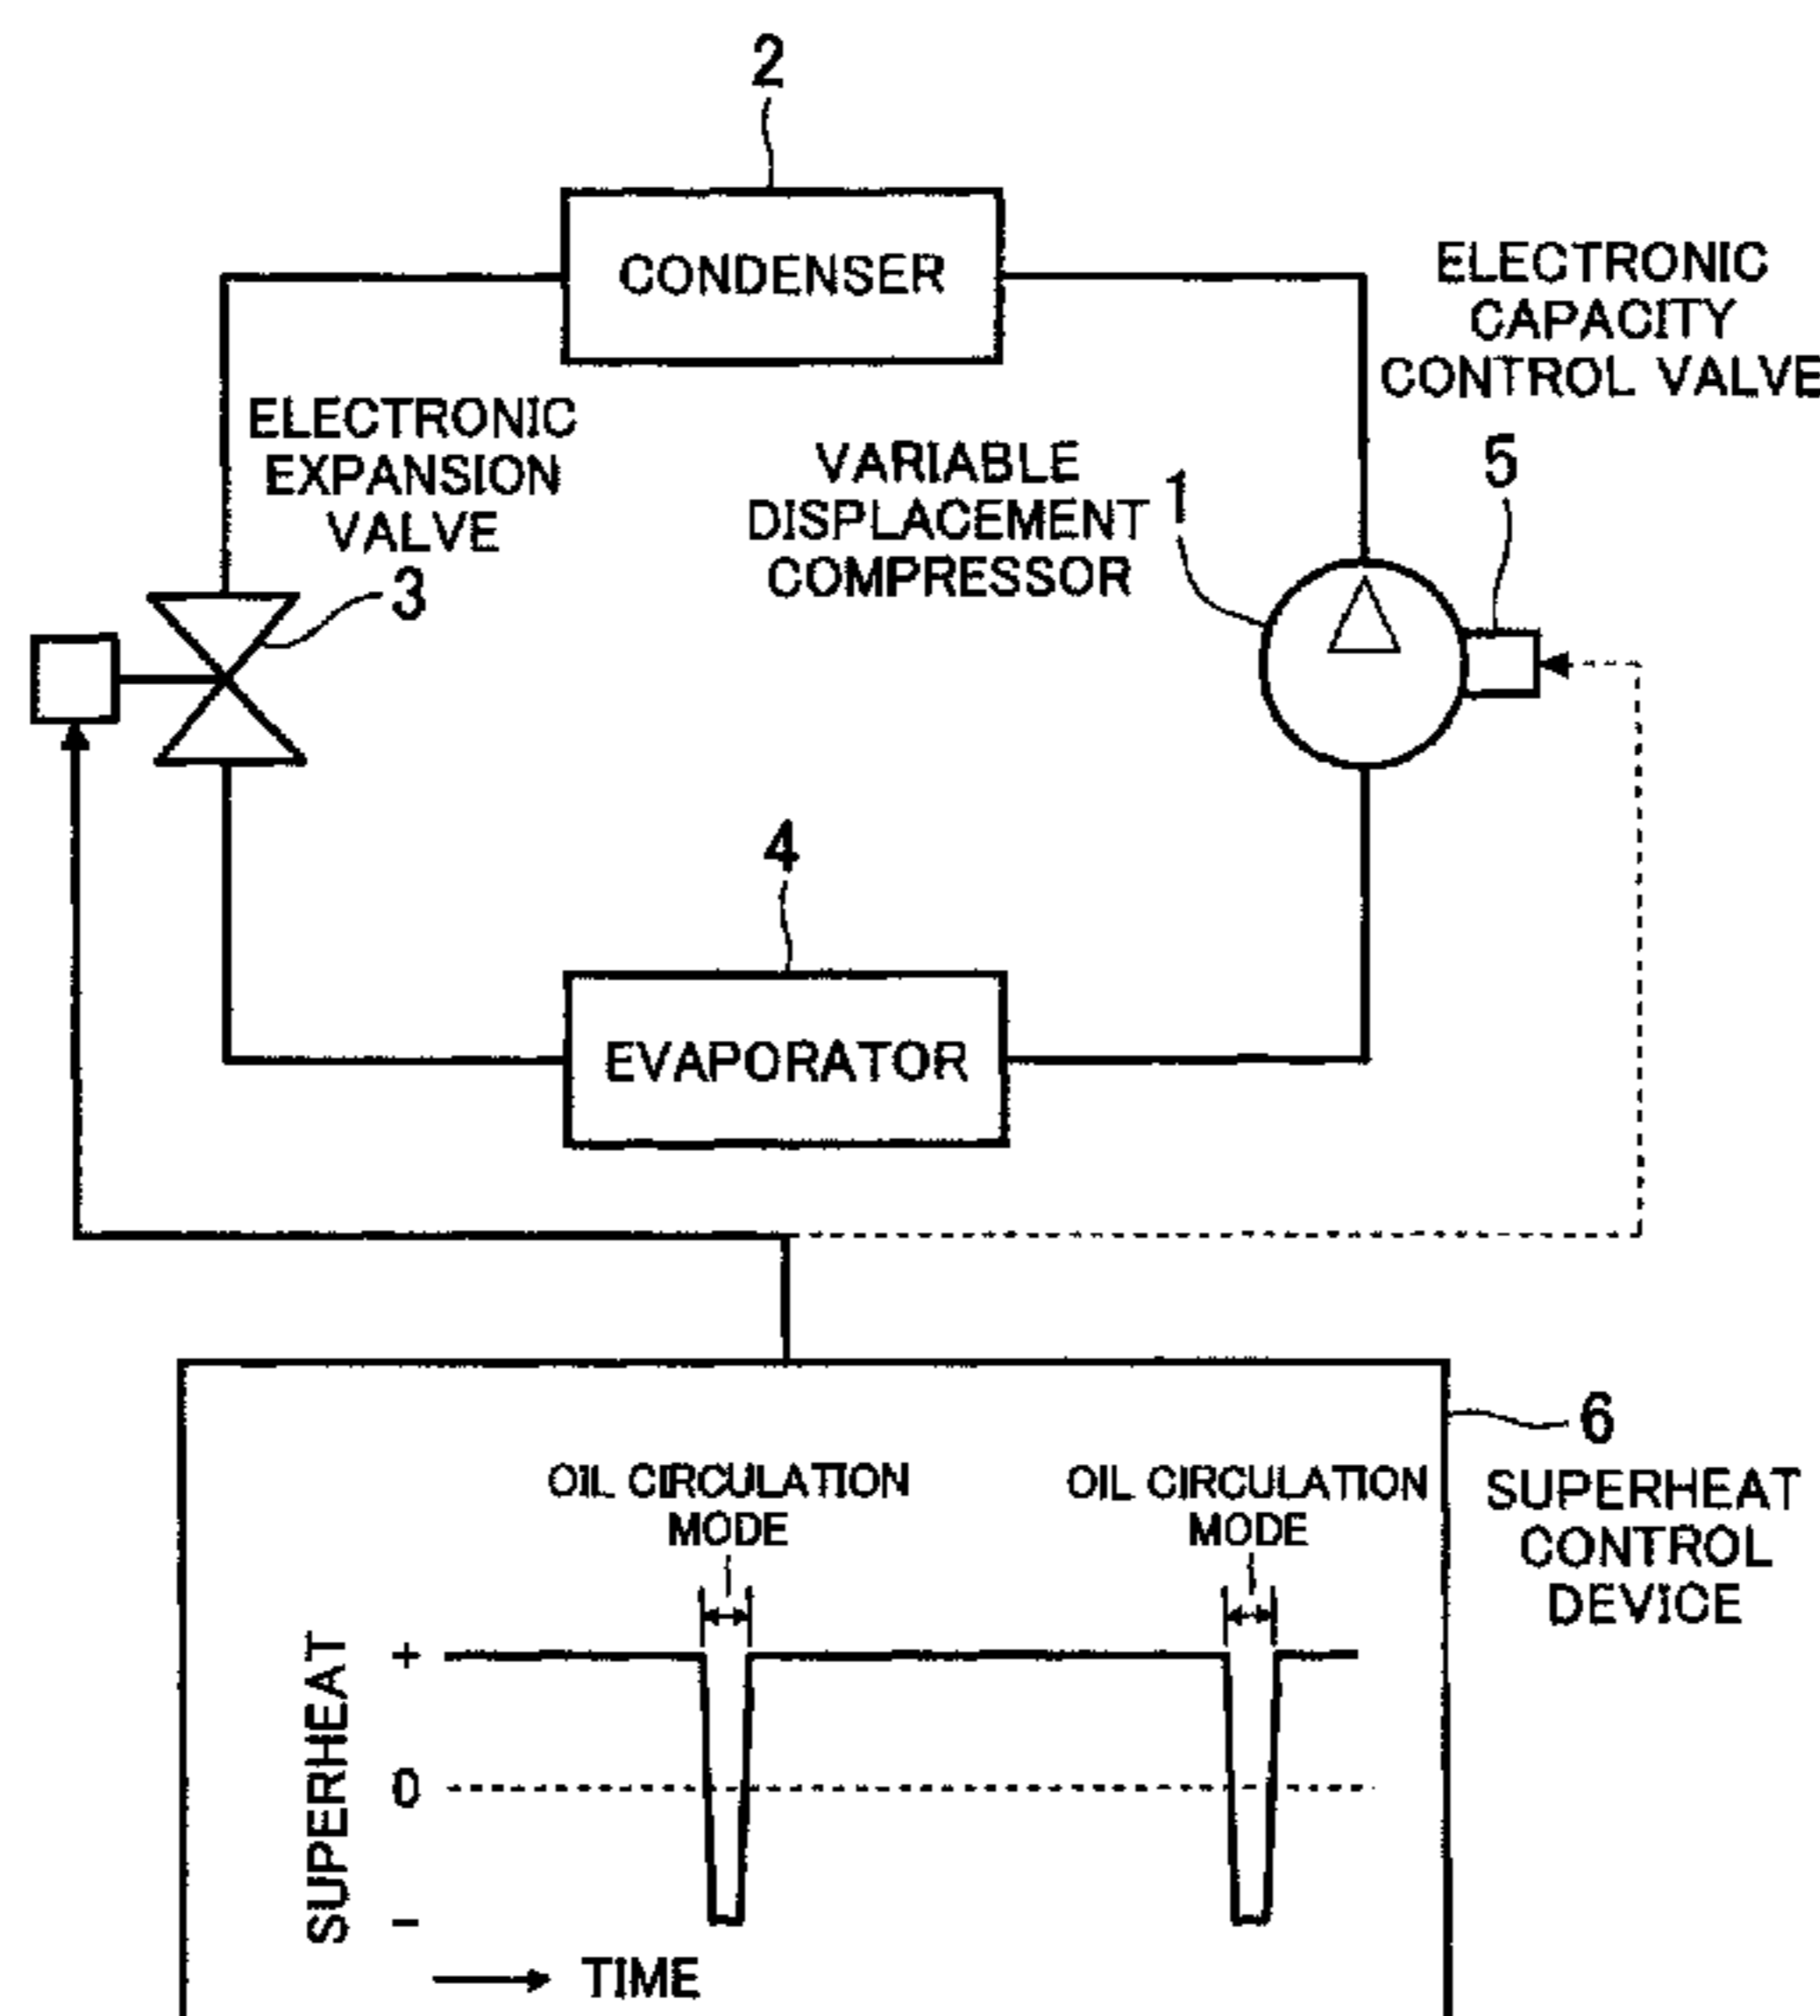 2
CONDENSER
ELECTRONIC
CAPACITY
CONTROL VALVE
5
ELECTRONIC
EXPANSION
VALVE
3
VARIABLE
DISPLACEMENT
COMPRESSOR
1
4
EVAPORATOR
6
SUPERHEAT
CONTROL
DEVICE
OIL CIRCULATION
MODE
OIL CIRCULATION
MODE
SUPERHEAT
+
0
−
TIME